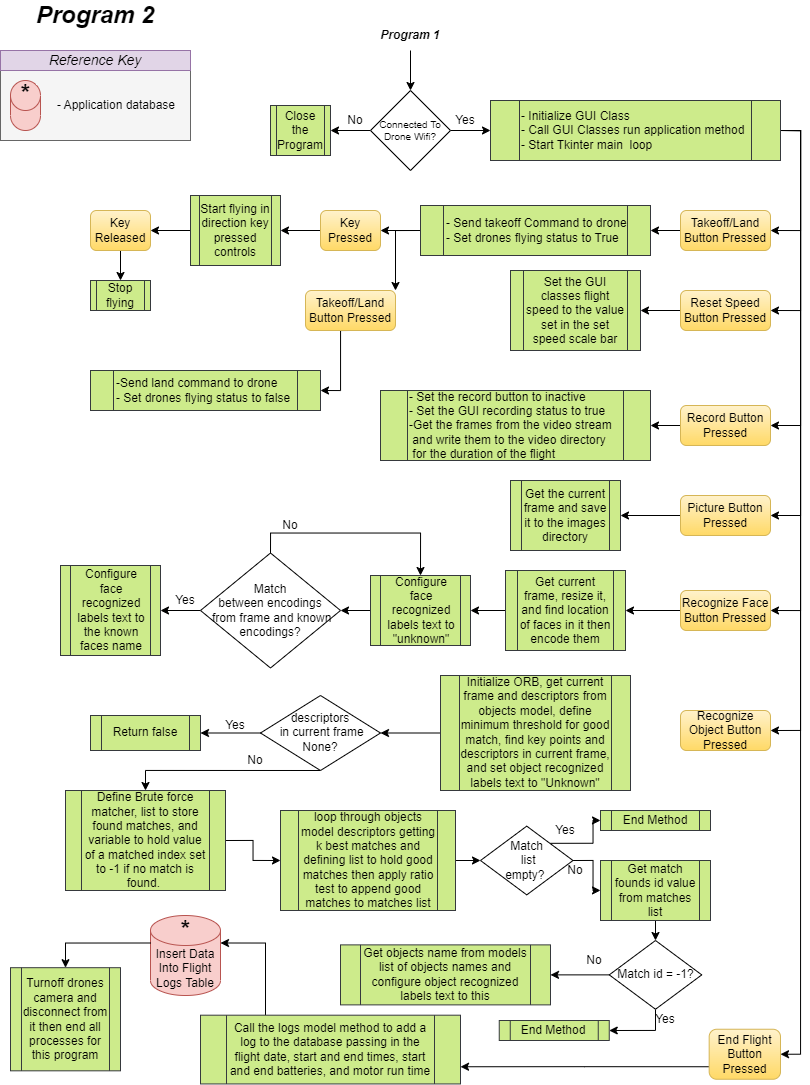 Program 2
Program 1
Reference Key
*
- Application database
Connected To
Drone Wifi?
No
Yes
Close
the
Program
- Initialize GUI Class
- Call GUI Classes run application method
- Start Tkinter main loop
Key
Released
Start flying in
direction key
pressed
controls
Key
Pressed
- Send takeoff Command to drone
- Set drones flying status to True
Takeoff/Land
Button Pressed
Stop
flying
Takeoff/Land
Button Pressed
Set the GUI
classes flight
speed to the value
set in the set
speed scale bar
Reset Speed
Button Pressed
-Send land command to drone
- Set drones flying status to false
- Set the record button to inactive
- Set the GUI recording status to true
-Get the frames from the video stream
and write them to the video directory
for the duration of the flight
Record Button
Pressed
Get the current
frame and save
it to the images
directory
Picture Button
Pressed
No
Configure
face
recognized
labels text to
the known
faces name
Yes
Match
between encodings
from frame and known
encodings?
Configure
face
recognized
labels text to
"unknown"
Get current
frame, resize it,
and find location
of faces in it then
encode them
Recognize Face
Button Pressed
Initialize ORB, get current
frame and descriptors from
objects model, define
minimum threshold for good
match, find key points and
descriptors in current frame,
and set object recognized
labels text to "Unknown"
Recognize
Object Button
Pressed
Return false
Yes
descriptors
in current frame
None?
No
Define Brute force
matcher, list to store
found matches, and
variable to hold value
of a matched index set
to -1 if no match is
found.
loop through objects
model descriptors getting
k best matches and
defining list to hold good
matches then apply ratio
test to append good
matches to matches list
Match
list
empty?
Yes
End Method
No
Get match
founds id value
from matches
list
*
Insert Data
Into Flight
Logs Table
Get objects name from models
list of objects names and
configure object recognized
labels text to this
No
Match id = -1?
Yes
End Method
Turnoff drones
camera and
disconnect from
it then end all
processes for
this program
Call the logs model method to add a
log to the database passing in the
flight date, start and end times, start
and end batteries, and motor run time
End Flight
Button
Pressed